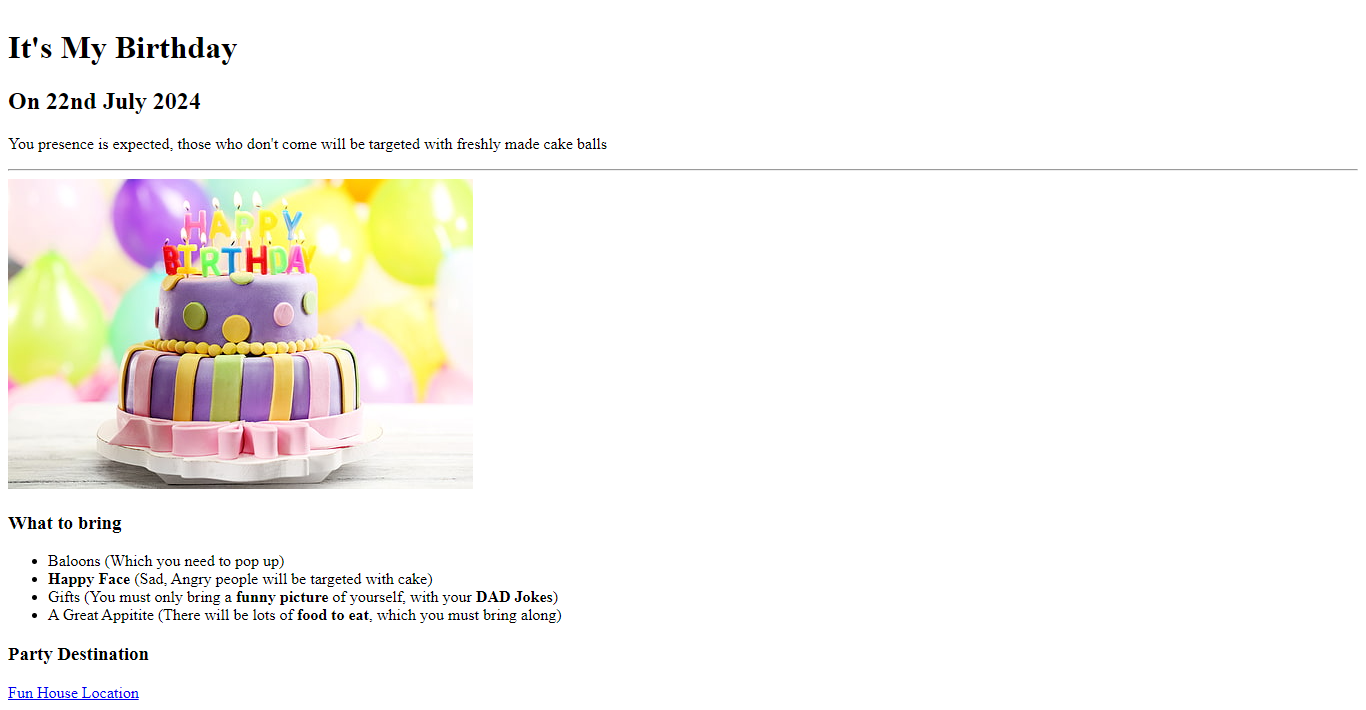 It's My Birthday
On 22nd July 2024
You presence is expected, those who don't come will be targeted with freshly made cake balls
HAPPY
BIRTHDAY
What to bring
Baloons (Which you need to pop up)
Happy Face (Sad, Angry people will be targeted with cake)
Gifts (You must only bring a funny picture of yourself, with your DAD Jokes)
A Great Appitite (There will be lots of food to eat, which you must bring along)
Party Destination
Fun House Location